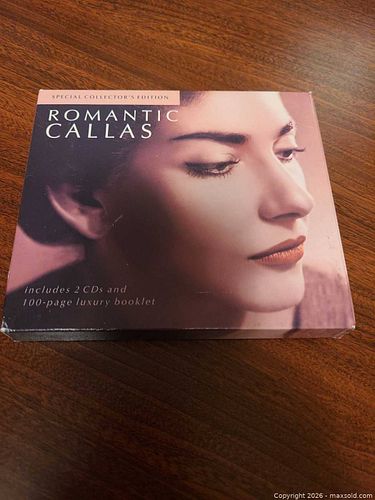 SPECIAL COLLECTOR'S EDITION
ROMANTIC
CALLAS
includes 2 CDs and
100-page luxury booklet
Copyright 2026 - maxsold.com